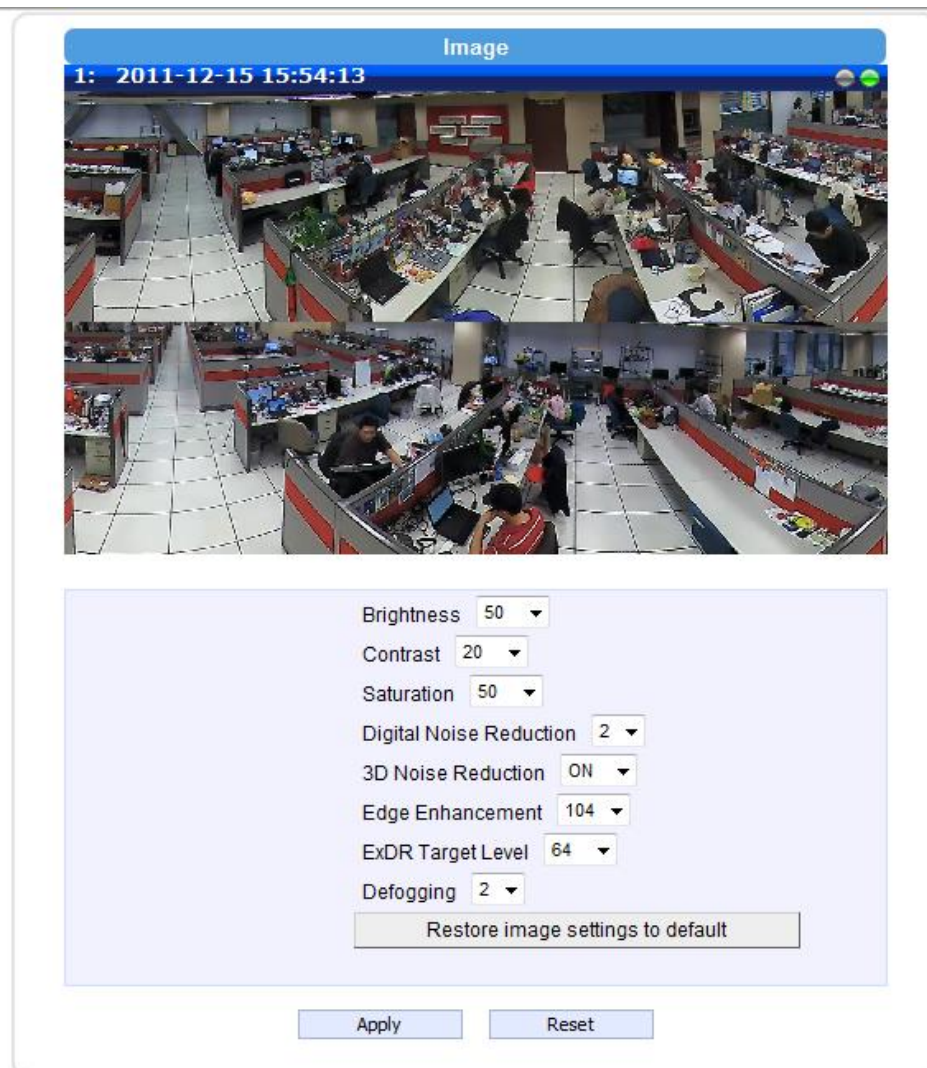 Image
1: 2011-12-15 15:54:13
Brightness 50
Contrast 20
Saturation 50
Digital Noise Reduction 2
3D Noise Reduction ON
Edge Enhancement 104
ExDR Target Level 64
Defogging 2
Restore image settings to default
Apply Reset